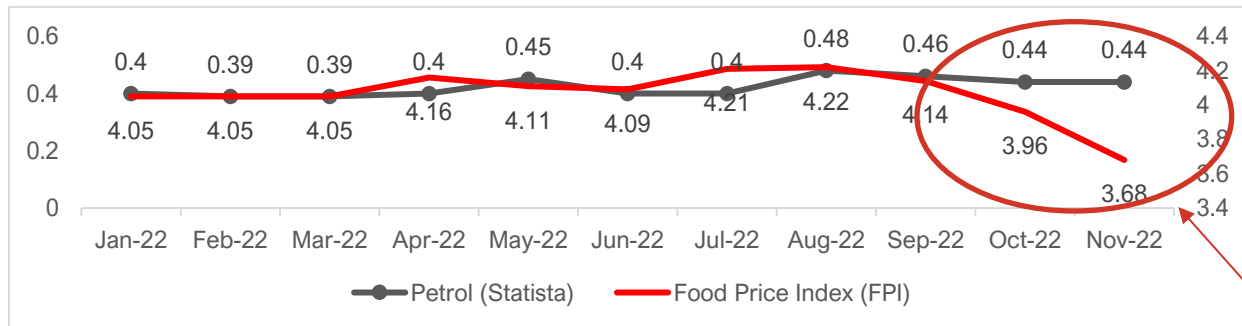 0.6 4.4
0.4 0.39 0.39 0.4 0.45 0.4 0.4 0.48 0.46 0.44 0.44
4.2
0.4 4
4.05 4.05 4.05 4.16 4.11 4.09 4.21 4.22 4.14 3.96 3.68
0.2 3.8
3.6
0 3.4
Jan-22 Feb-22 Mar-22 Apr-22 May-22 Jun-22 Jul-22 Aug-22 Sep-22 Oct-22 Nov-22
Petrol (Statista) Food Price Index (FPI)